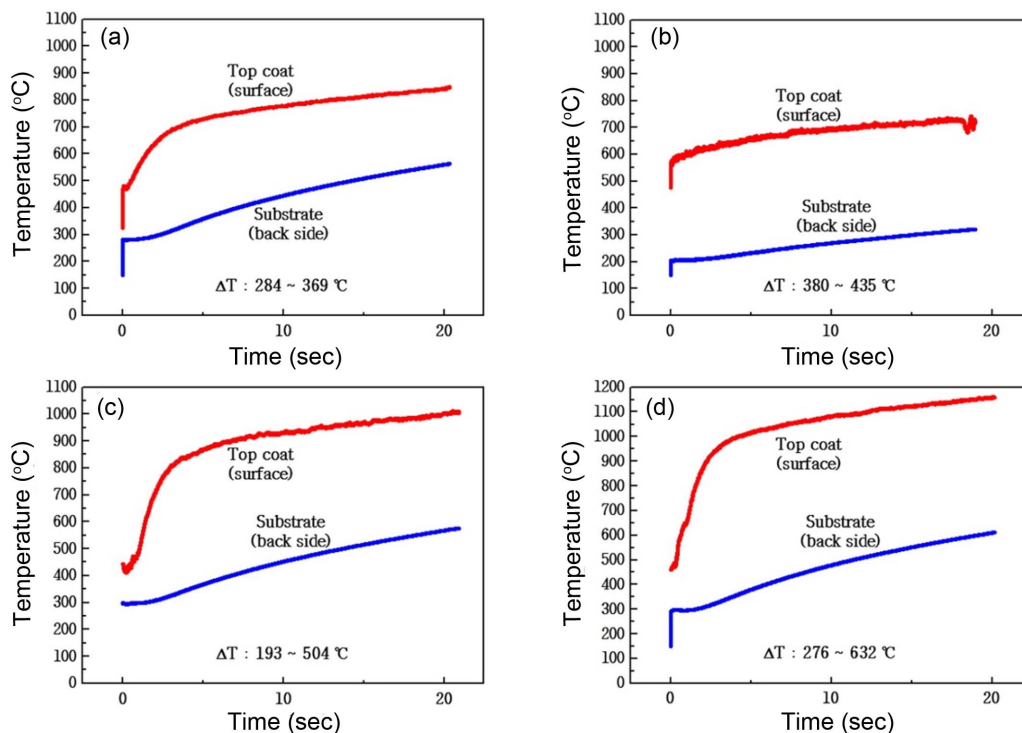 (a)
1100
1000
900
800
700
600
500
400
300
200
100
0
Temperature (°C)
Top coat
(surface)
Substrate
(back side)
ΔT : 284 ~ 369 ℃
0 10 20
Time (sec)
(b)
1100
1000
900
800
700
600
500
400
300
200
100
0
Temperature (°C)
Top coat
(surface)
Substrate
(back side)
ΔT : 380 ~ 435 ℃
0 10 20
Time (sec)
(c)
1100
1000
900
800
700
600
500
400
300
200
100
0
Temperature (°C)
Top coat
(surface)
Substrate
(back side)
ΔT : 193 ~ 504 ℃
0 10 20
Time (sec)
(d)
1200
1100
1000
900
800
700
600
500
400
300
200
100
0
Temperature (°C)
Top coat
(surface)
Substrate
(back side)
ΔT : 276 ~ 632 ℃
0 10 20
Time (sec)